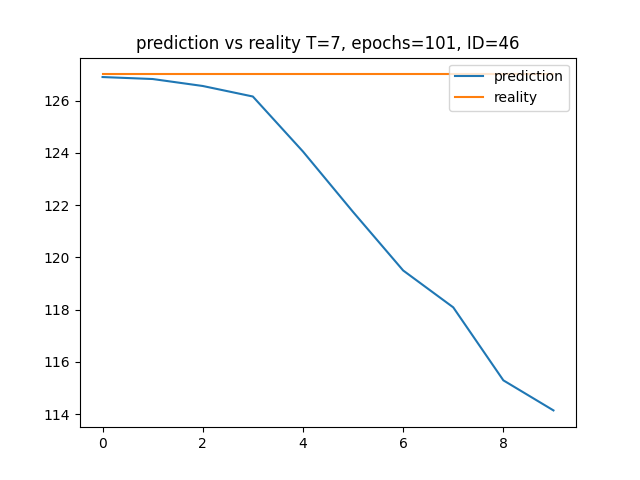 prediction vs reality T=7, epochs=101, ID=46
prediction
reality
126
124
122
120
118
116
114
0 2 4 6 8